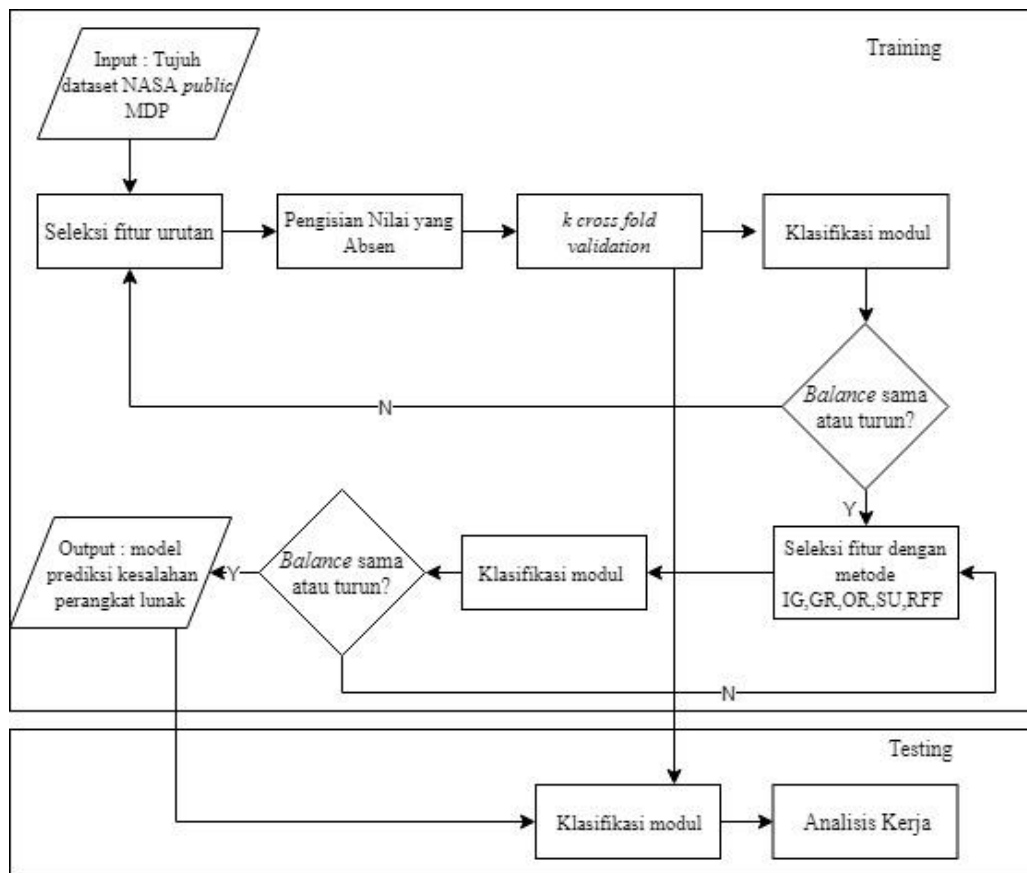 Training
Input : Tujuh
dataset NASA public
MDP
Seleksi fitur urutan
Pengisian Nilai yang
Absen
k cross fold
validation
Klasifikasi modul
Balance sama
atau turun?
N
Y
Seleksi fitur dengan
metode
IG,GR,OR,SU,RFF
Klasifikasi modul
Balance sama
atau turun?
Y
N
Output : model
prediksi kesalahan
perangkat lunak
Testing
Klasifikasi modul
Analisis Kerja